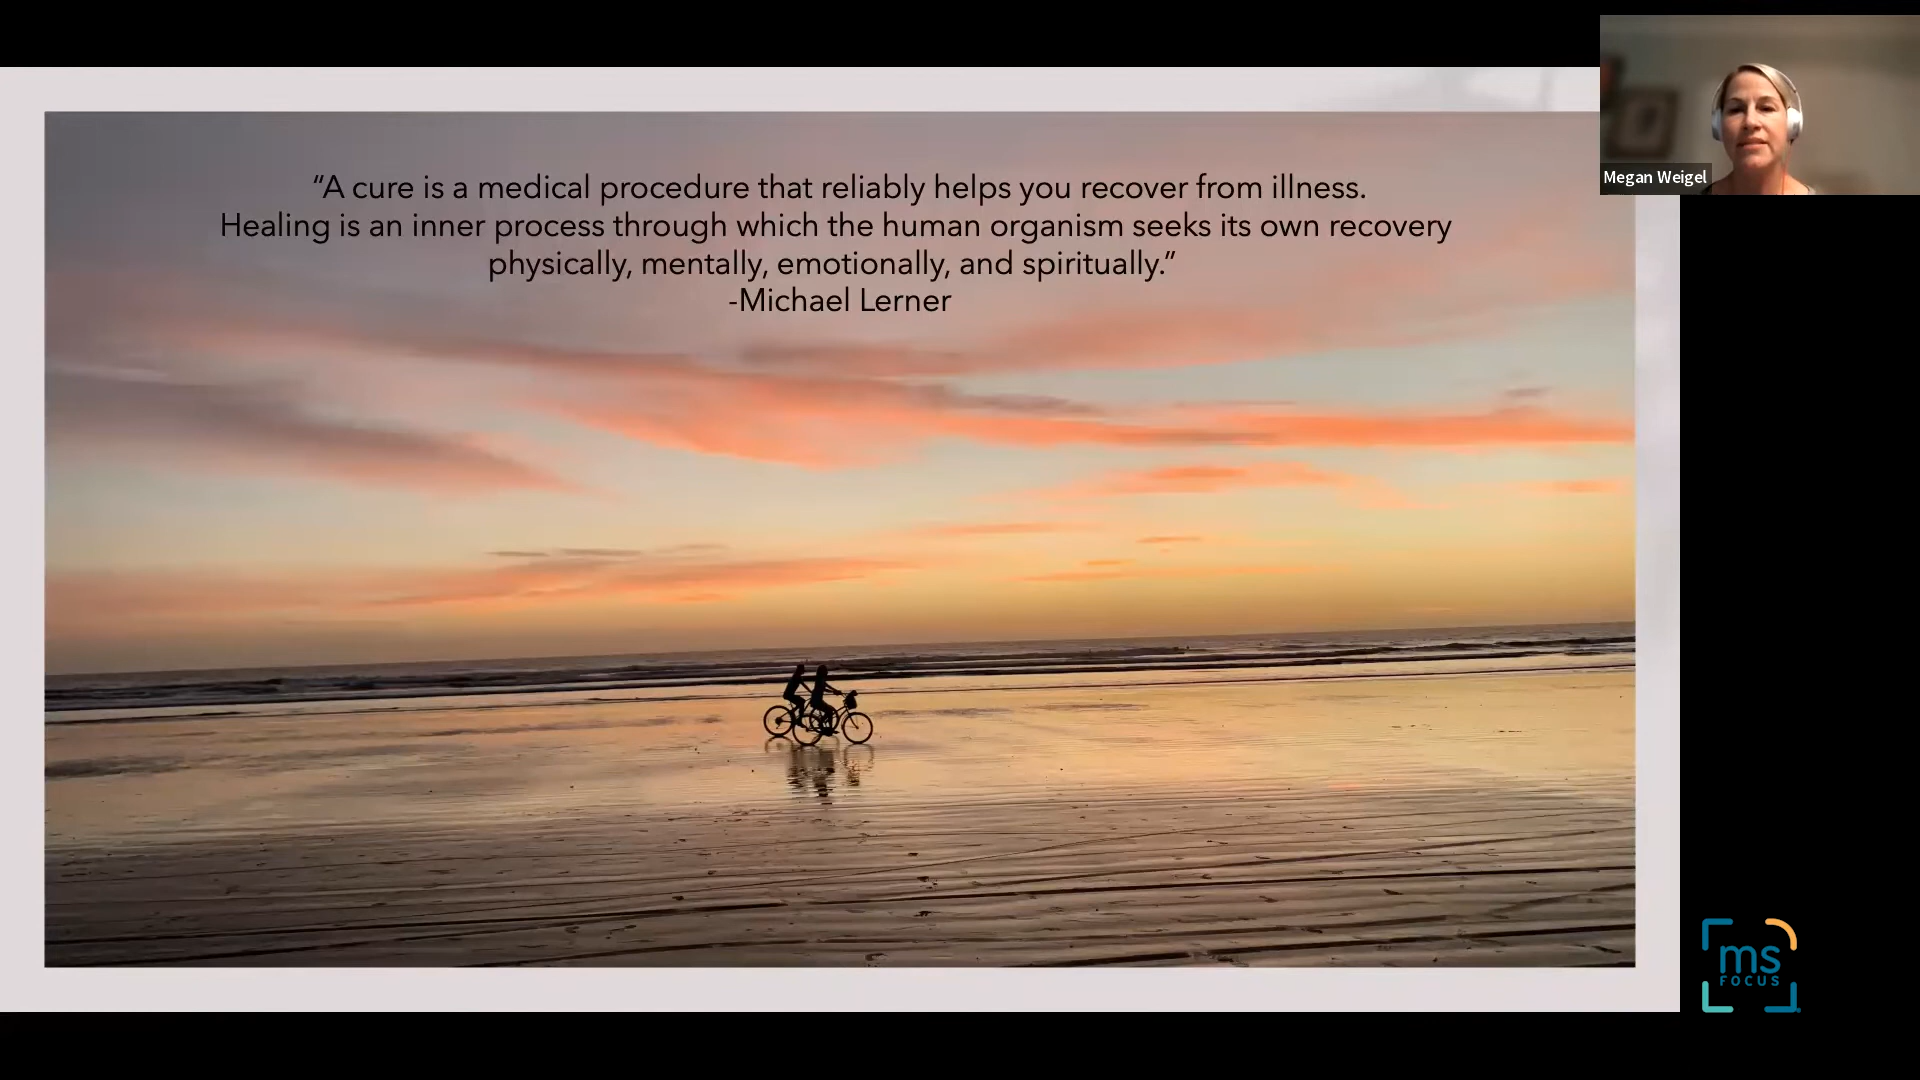 “A cure is a medical procedure that reliably helps you recover from illness.
Healing is an inner process through which the human organism seeks its own recovery
physically, mentally, emotionally, and spiritually.”
-Michael Lerner
Megan Weigel
ms
FOCUS